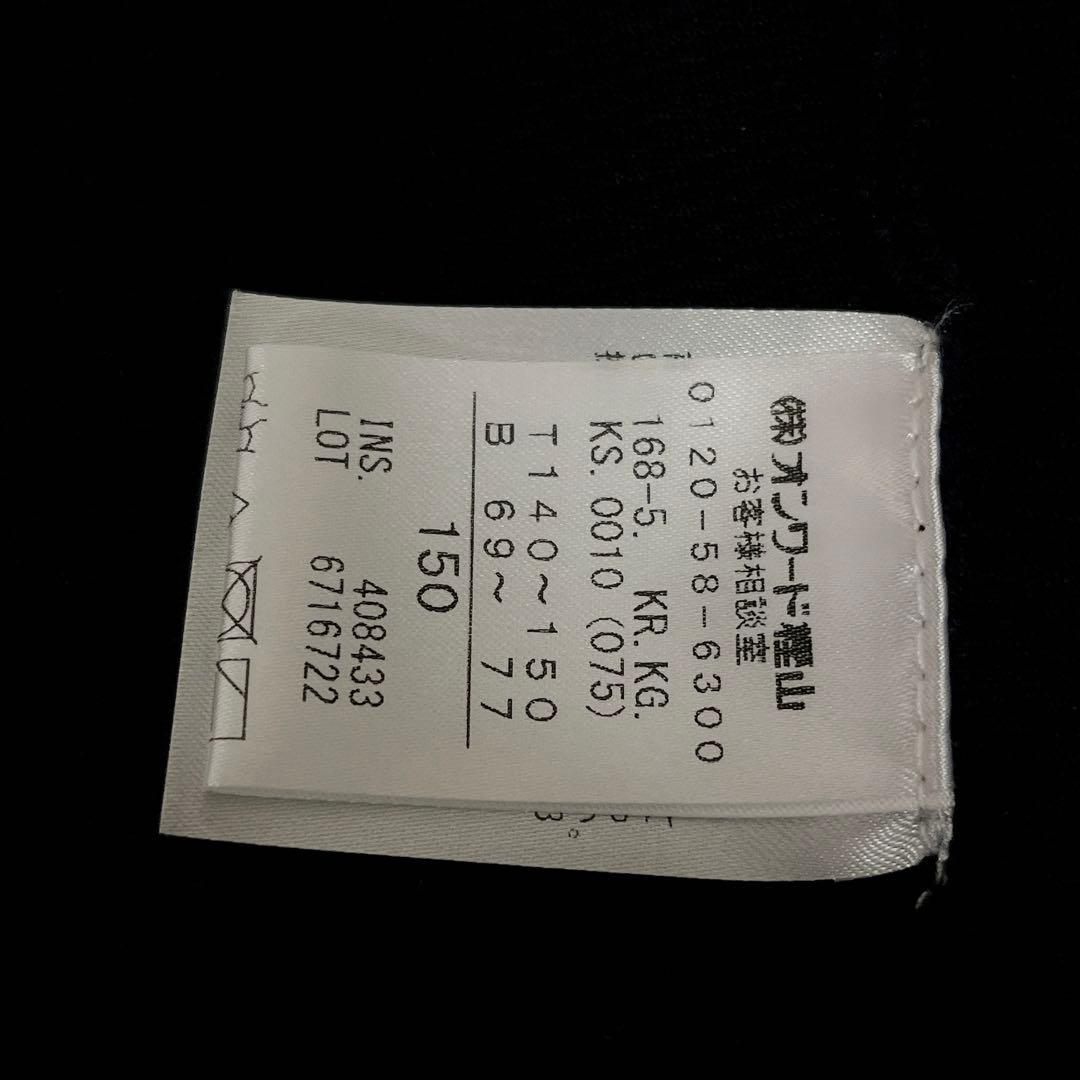 ㈱オンワード樫山
お客様相談室
0120-58-6300
168-5. KR. KG.
KS. 0010 (075)
T140~150
B 69~ 77
150
INS. 408433
LOT 6716722